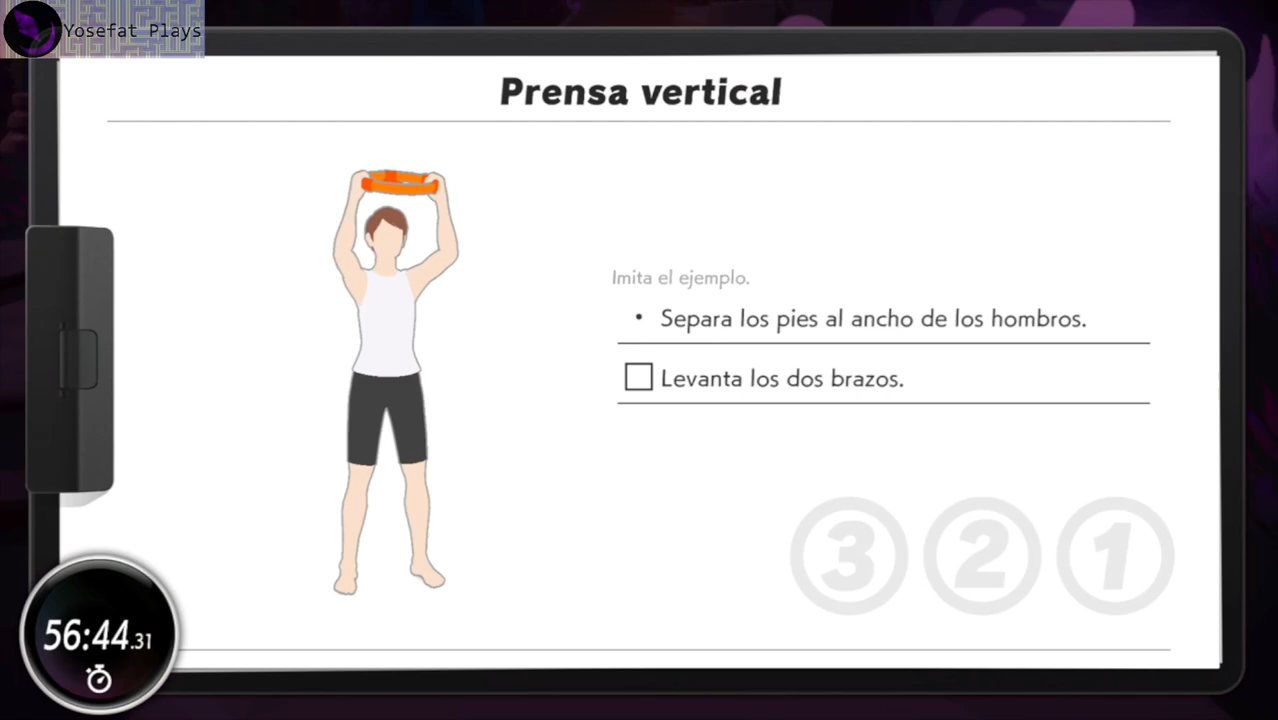 Yosefat Plays
Prensa vertical
Imita el ejemplo.
• Separa los pies al ancho de los hombros.
Levanta los dos brazos.
3 2 1
56:44.31